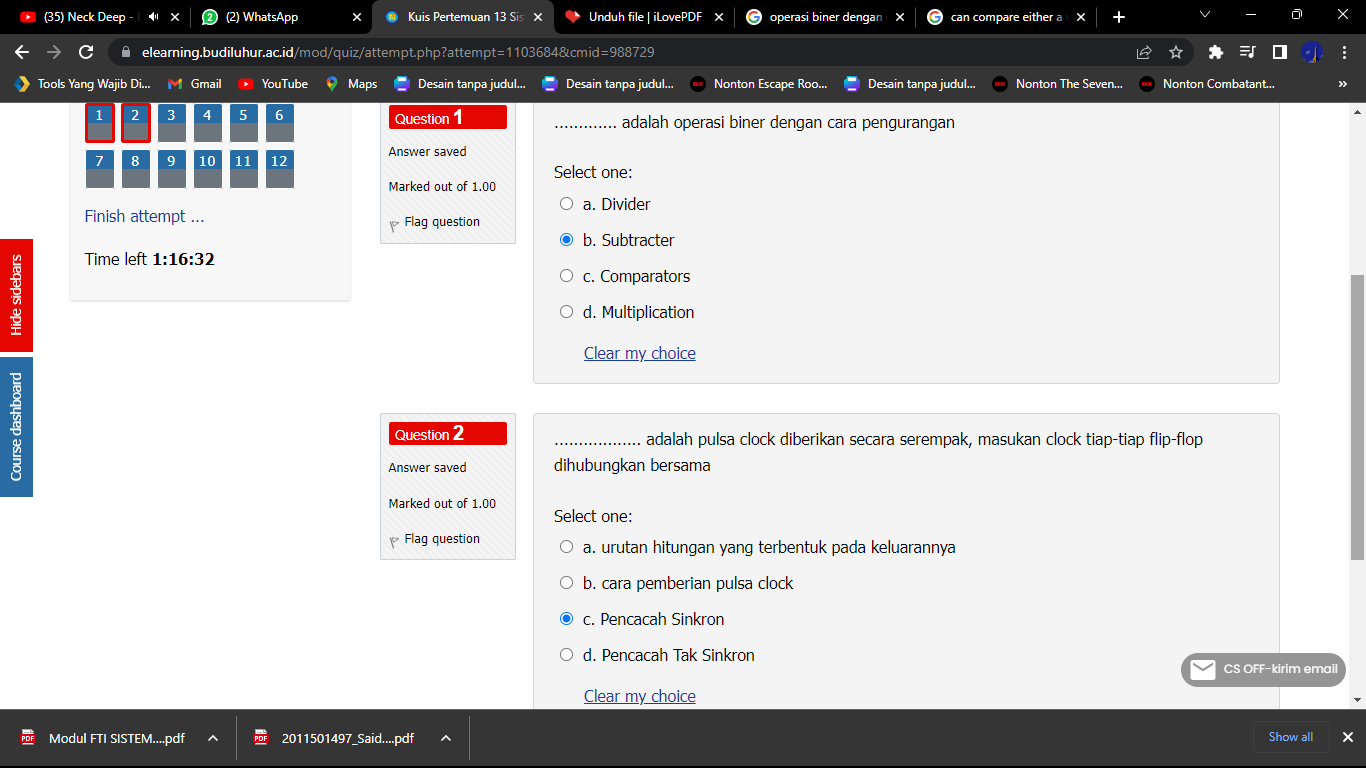 (35) Neck Deep -
(2) WhatsApp
Kuis Pertemuan 13 Sis
Unduh file | iLovePDF
operasi biner dengan
can compare either a
elearning.budiluhur.ac.id/mod/quiz/attempt.php?attempt=1103684&cmid=988729
Tools Yang Wajib Di...
Gmail
YouTube
Maps
Desain tanpa judul...
Desain tanpa judul...
Nonton Escape Roo...
Desain tanpa judul...
Nonton The Seven...
Nonton Combatant...
»
1 2 3 4 5 6
7 8 9 10 11 12
Finish attempt ...
Time left 1:16:32
Hide sidebars
Course dashboard
Question 1
Answer saved
Marked out of 1.00
Flag question
............. adalah operasi biner dengan cara pengurangan
Select one:
a. Divider
b. Subtracter
c. Comparators
d. Multiplication
Clear my choice
Question 2
Answer saved
Marked out of 1.00
Flag question
.................. adalah pulsa clock diberikan secara serempak, masukan clock tiap-tiap flip-flop
dihubungkan bersama
Select one:
a. urutan hitungan yang terbentuk pada keluarannya
b. cara pemberian pulsa clock
c. Pencacah Sinkron
d. Pencacah Tak Sinkron
Clear my choice
CS OFF-kirim email
PDF
Modul FTI SISTEM....pdf
PDF
2011501497_Said....pdf
Show all